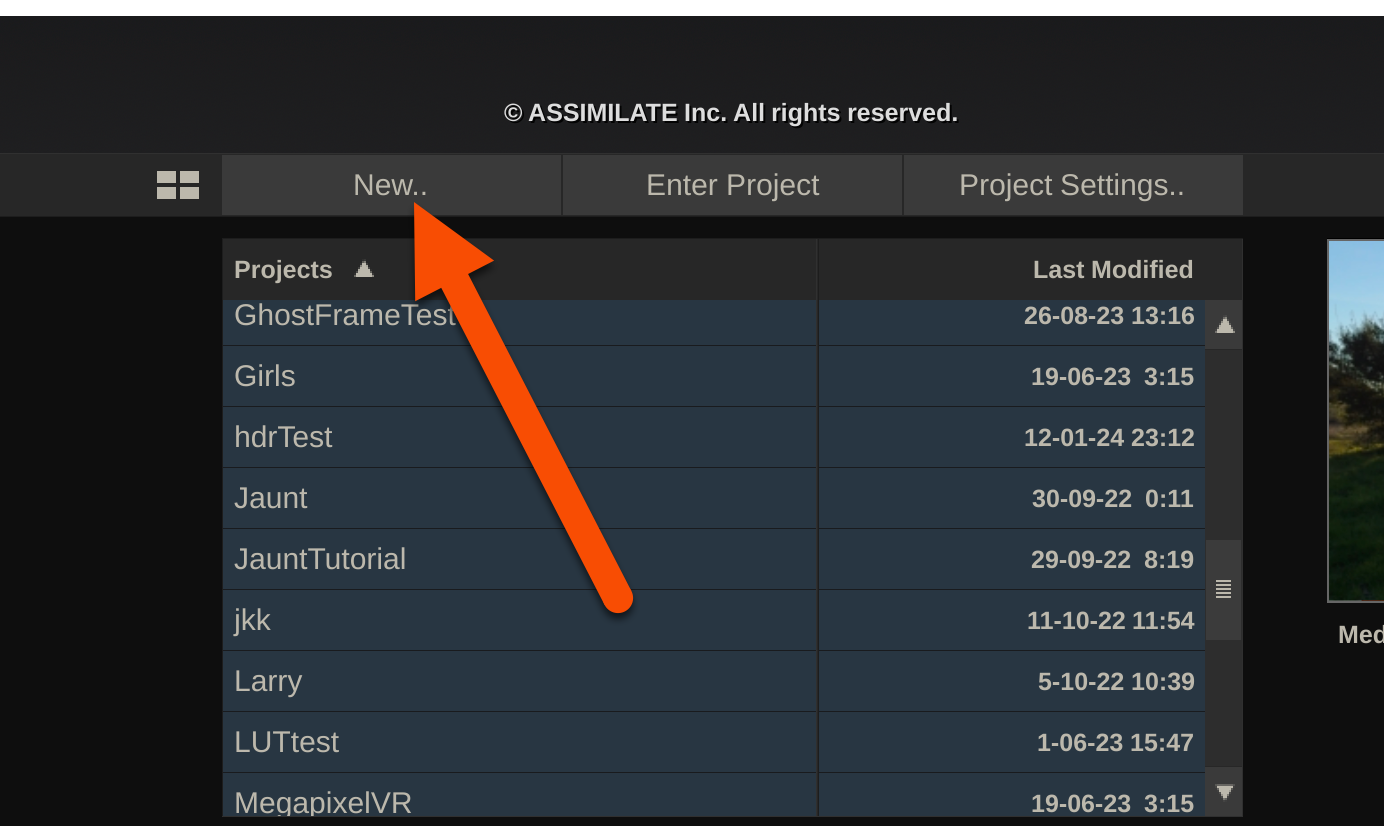 © ASSIMILATE Inc. All rights reserved.
New.. Enter Project Project Settings..
Projects Last Modified
GhostFrameTest 26-08-23 13:16
Girls 19-06-23 3:15
hdrTest 12-01-24 23:12
Jaunt 30-09-22 0:11
JauntTutorial 29-09-22 8:19
jkk 11-10-22 11:54
Med
Larry 5-10-22 10:39
LUTtest 1-06-23 15:47
MegapixelVR 19-06-23 3:15